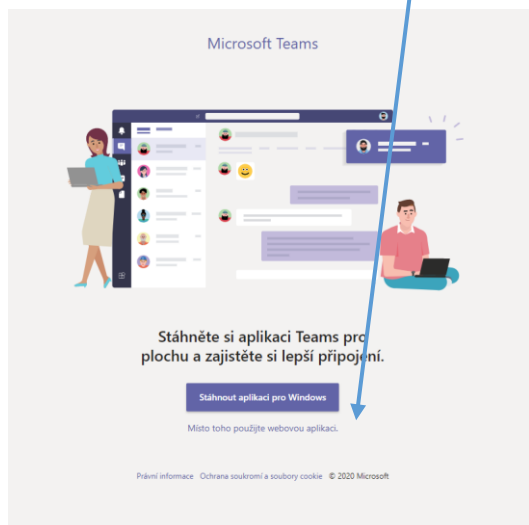 Microsoft Teams
Stáhněte si aplikaci Teams pro
plochu a zajistěte si lepší připojení.
Stáhnout aplikaci pro Windows
Místo toho použijte webovou aplikaci.
Právní informace Ochrana soukromí a soubory cookie © 2020 Microsoft